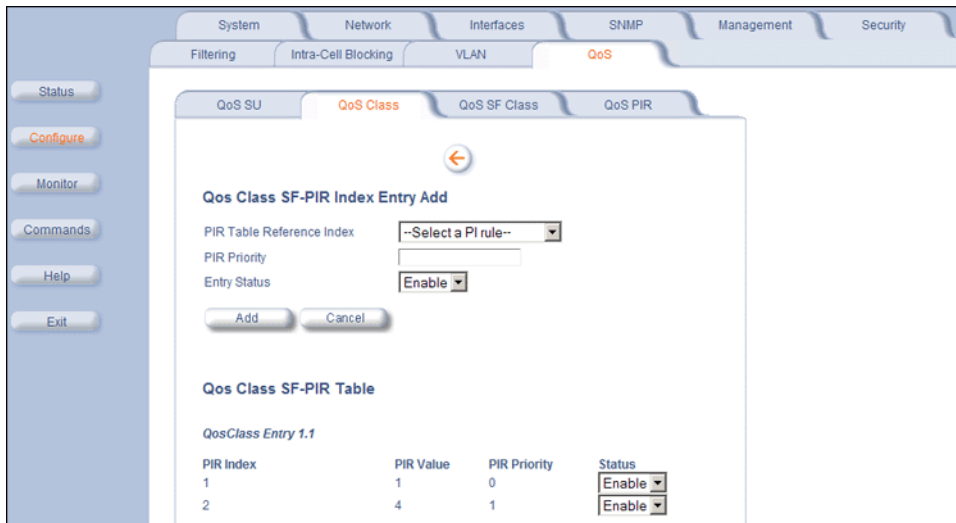 System Network Interfaces SNMP Management Security
Filtering Intra-Cell Blocking VLAN QoS
Status
QoS SU QoS Class QoS SF Class QoS PIR
Configure
Monitor
Qos Class SF-PIR Index Entry Add
Commands
PIR Table Reference Index --Select a PI rule--
PIR Priority
Help
Entry Status Enable
Exit
Add Cancel
Qos Class SF-PIR Table
QosClass Entry 1.1
PIR Index PIR Value PIR Priority Status
1 1 0 Enable
2 4 1 Enable